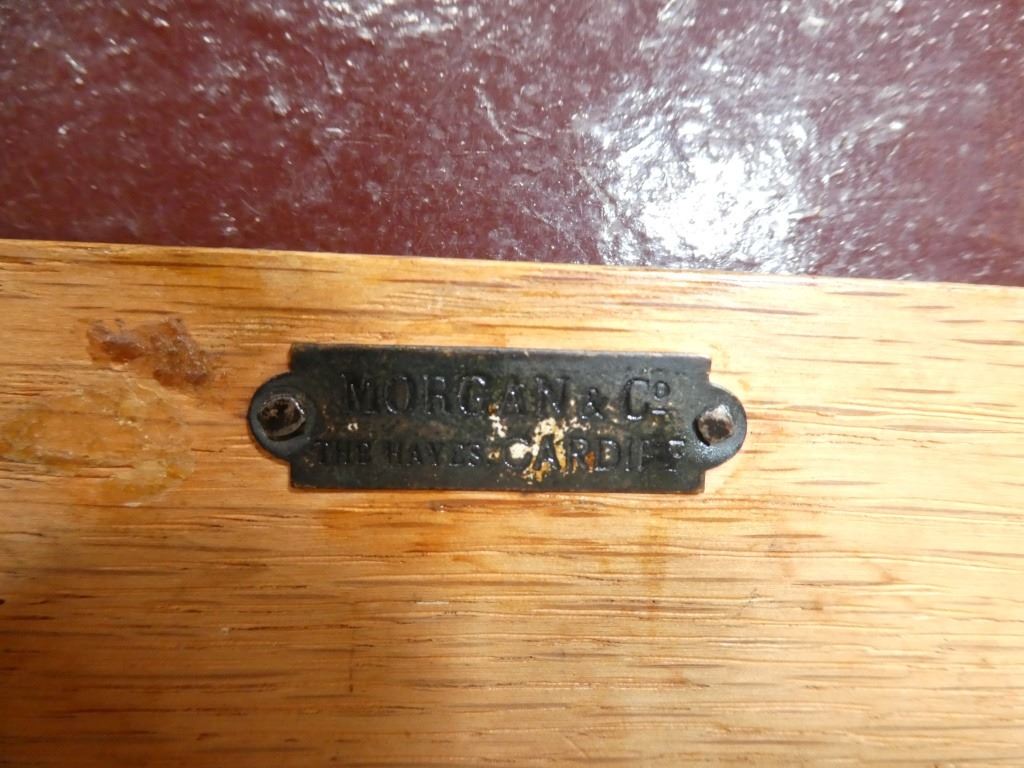 MORGAN & Cº
THE HAYES CARDIFF